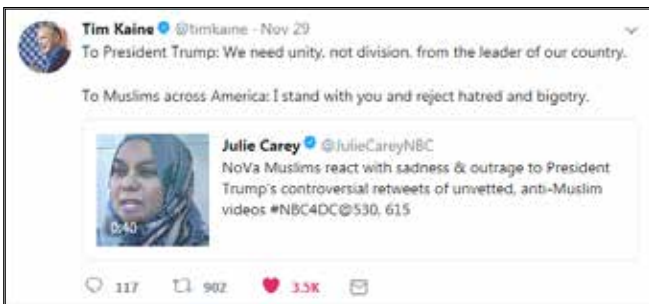 Tim Kaine @timkaine - Nov 29
To President Trump: We need unity, not division, from the leader of our country.
To Muslims across America: I stand with you and reject hatred and bigotry.
Julie Carey @JulieCareyNBC
NoVa Muslims react with sadness & outrage to President
Trump's controversial retweets of unvetted, anti-Muslim
videos #NBC4DC@530, 615
0:40
117 902 3.5K